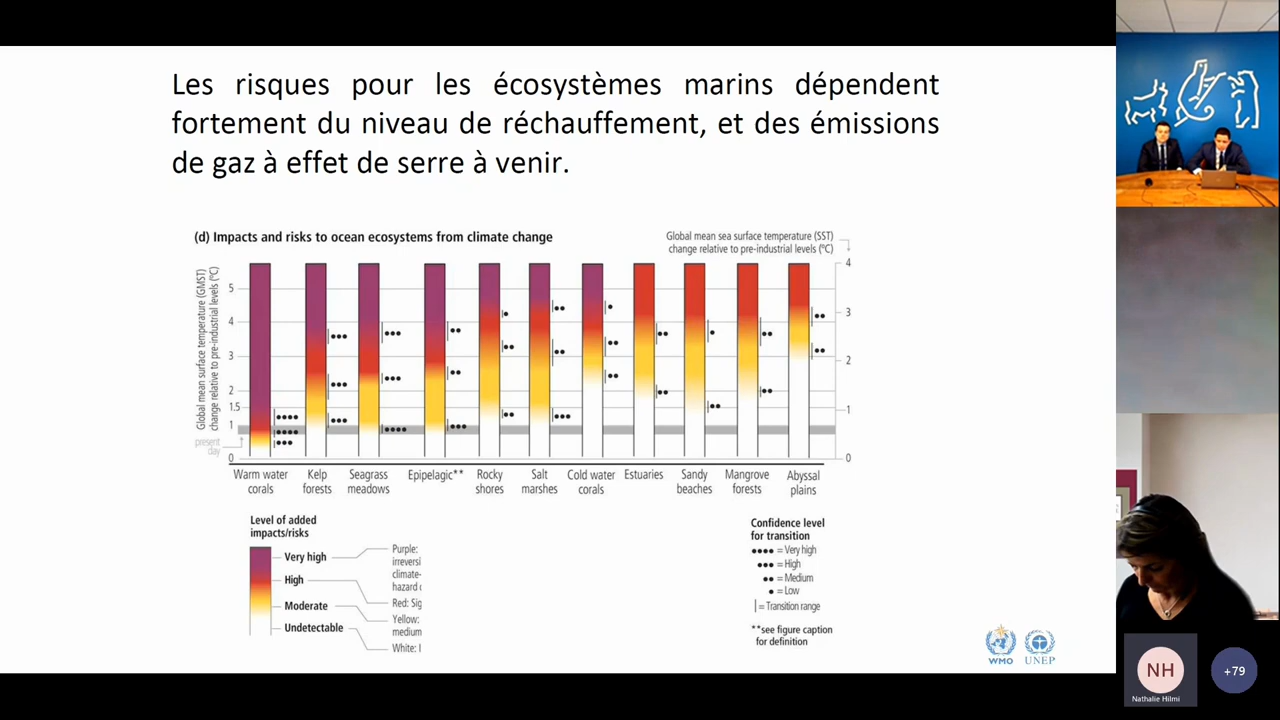 Les risques pour les écosystèmes marins dépendent
fortement du niveau de réchauffement, et des émissions
de gaz à effet de serre à venir.
(d) Impacts and risks to ocean ecosystems from climate change
Global mean sea surface temperature (SST)
change relative to pre-industrial levels (°C)
Global mean surface temperature (GMST)
change relative to pre-industrial levels (°C)
5
4
3
2
1.5
1
0
present
day
4
3
2
1
0
Warm water
corals
Kelp
forests
Seagrass
meadows
Epipelagic**
Rocky
shores
Salt
marshes
Cold water
corals
Estuaries
Sandy
beaches
Mangrove
forests
Abyssal
plains
Level of added
impacts/risks
Very high
High
Moderate
Undetectable
Purple:
irreversi
climate-
hazard
Red: Sig
Yellow:
medium
White:
Confidence level
for transition
•••• = Very high
••• = High
•• = Medium
• = Low
| = Transition range
**see figure caption
for definition
WMO
UNEP
NH
Nathalie Hilmi
+79